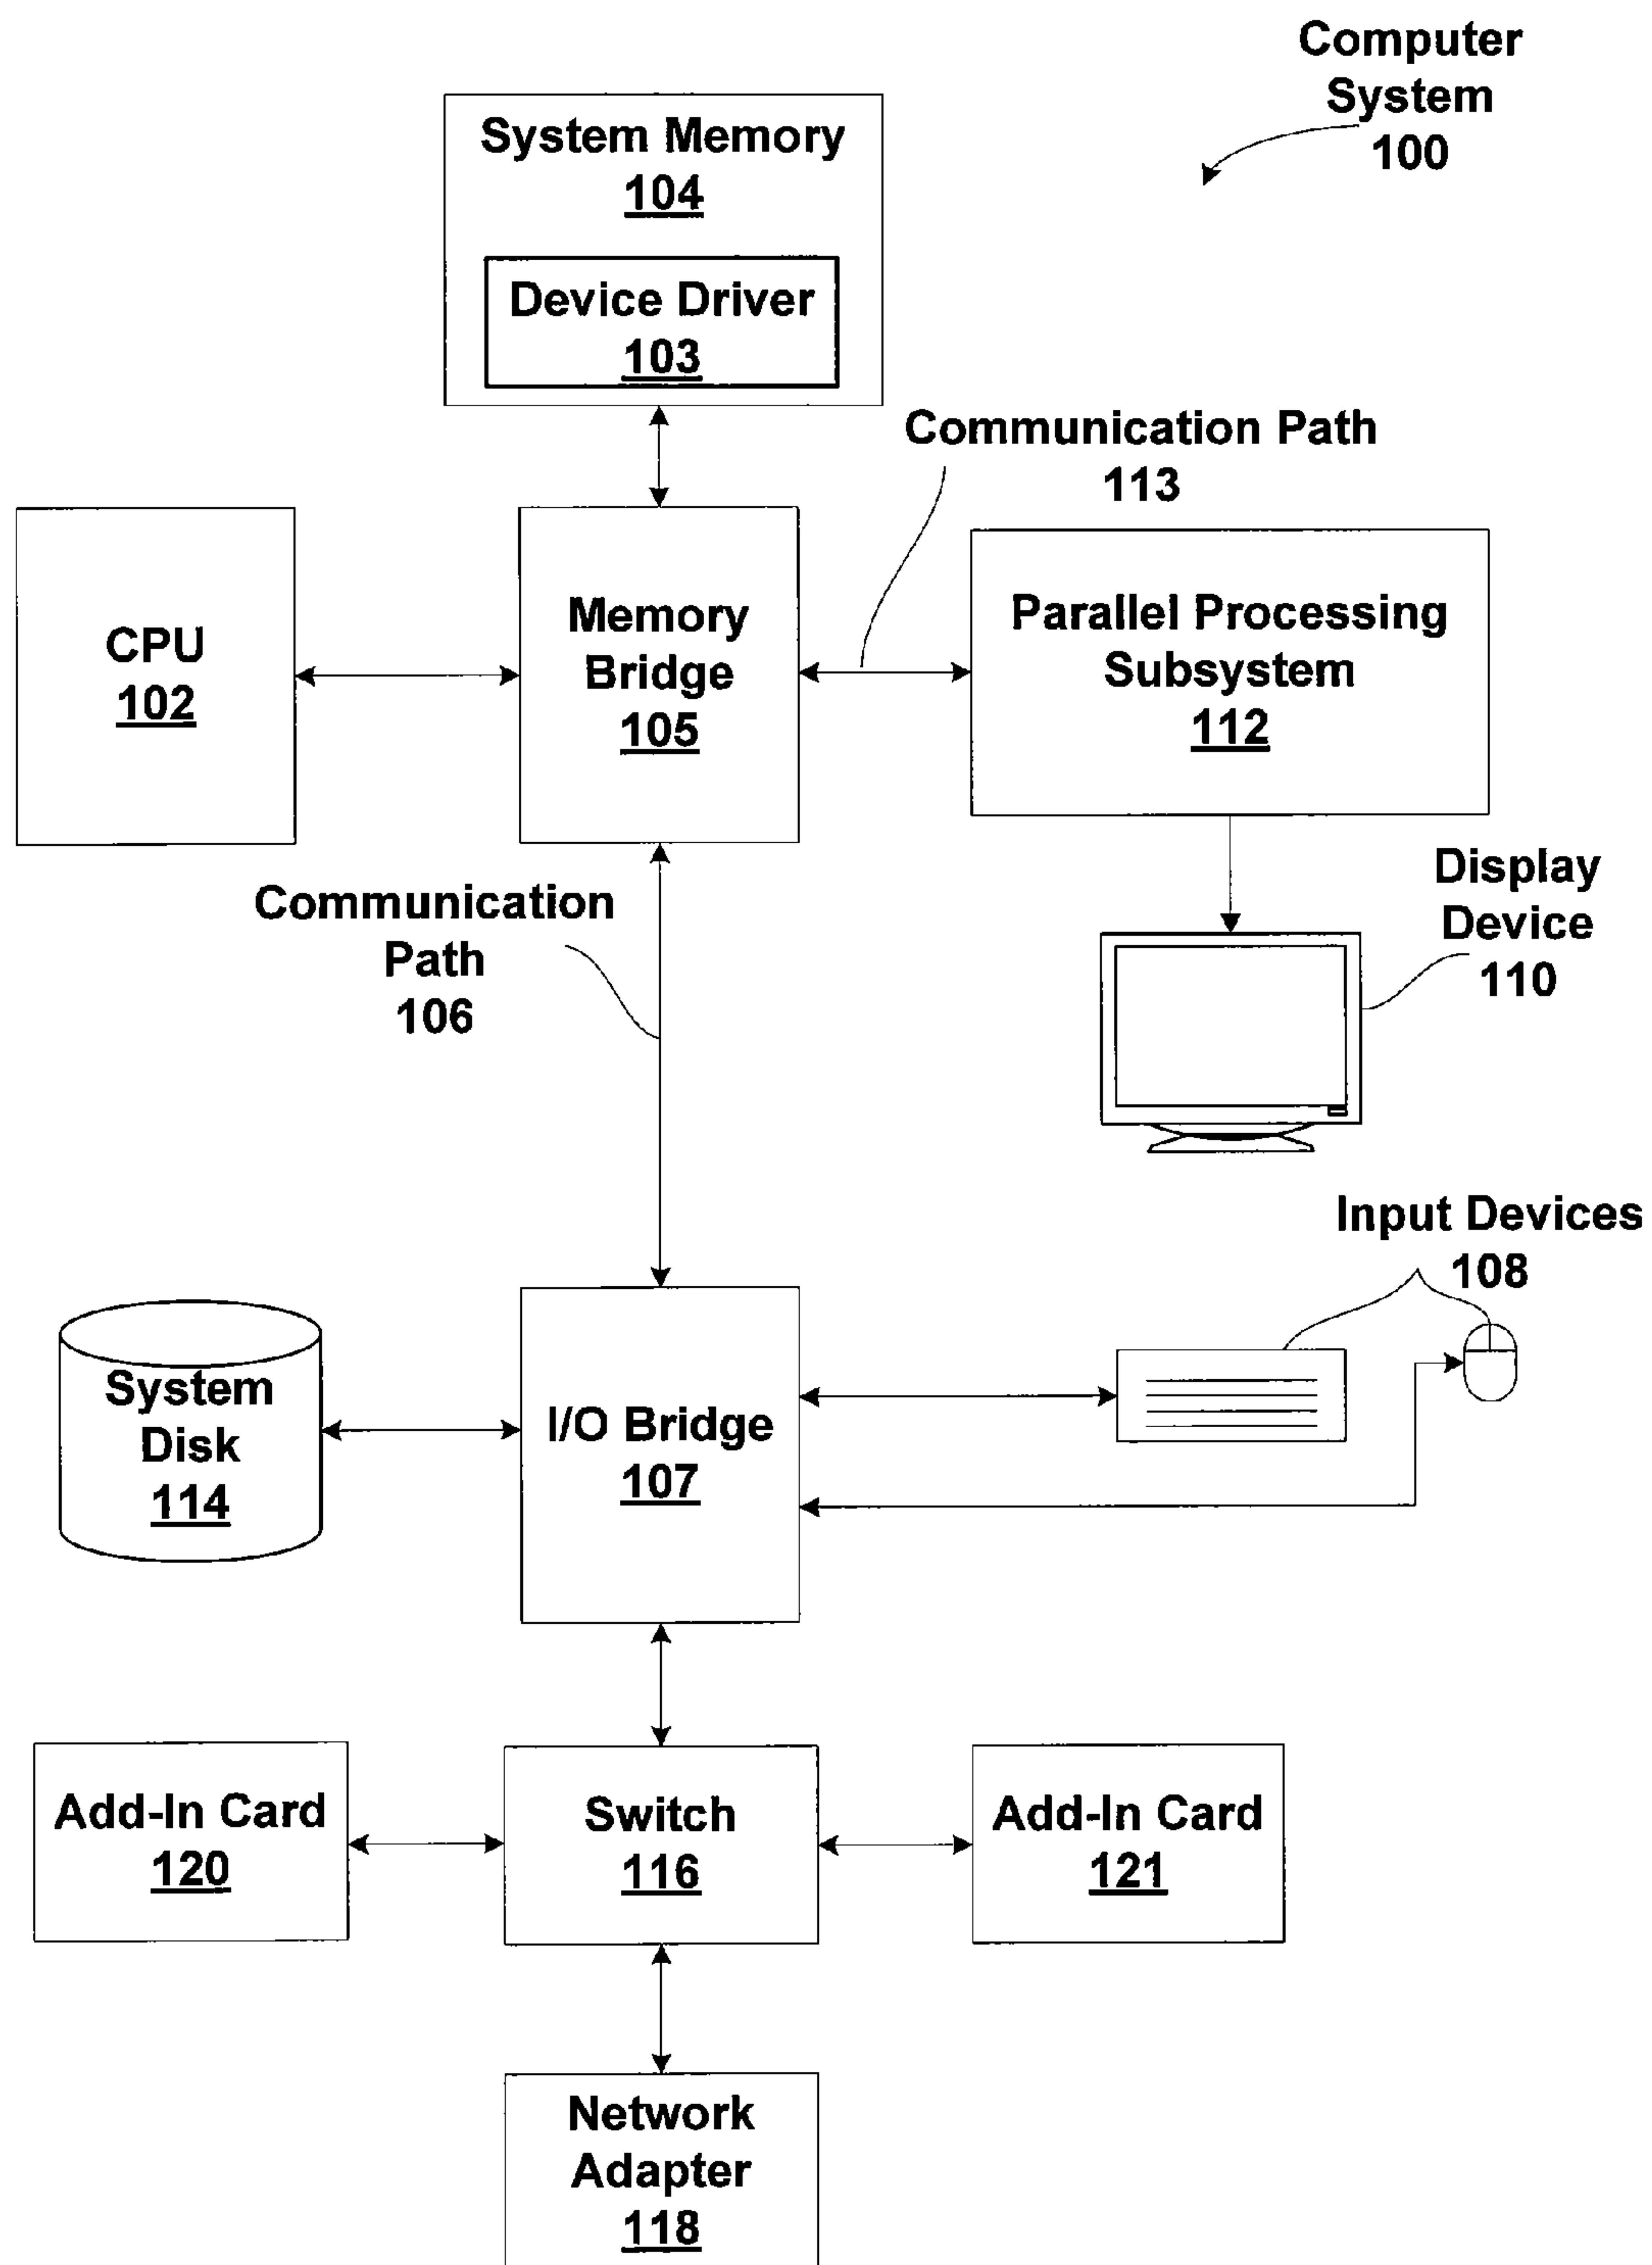 Computer
System
100
System Memory
104
Device Driver
103
Communication Path
113
CPU
102
Memory
Bridge
105
Parallel Processing
Subsystem
112
Communication
Path
106
Display
Device
110
Input Devices
108
System
Disk
114
I/O Bridge
107
Add-In Card
120
Switch
116
Add-In Card
121
Network
Adapter
118